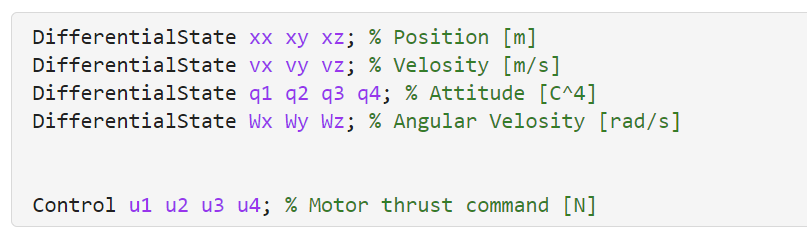 DifferentialState xx xy xz; % Position [m]
DifferentialState vx vy vz; % Velosity [m/s]
DifferentialState q1 q2 q3 q4; % Attitude [C^4]
DifferentialState Wx Wy Wz; % Angular Velocity [rad/s]
Control u1 u2 u3 u4; % Motor thrust command [N]